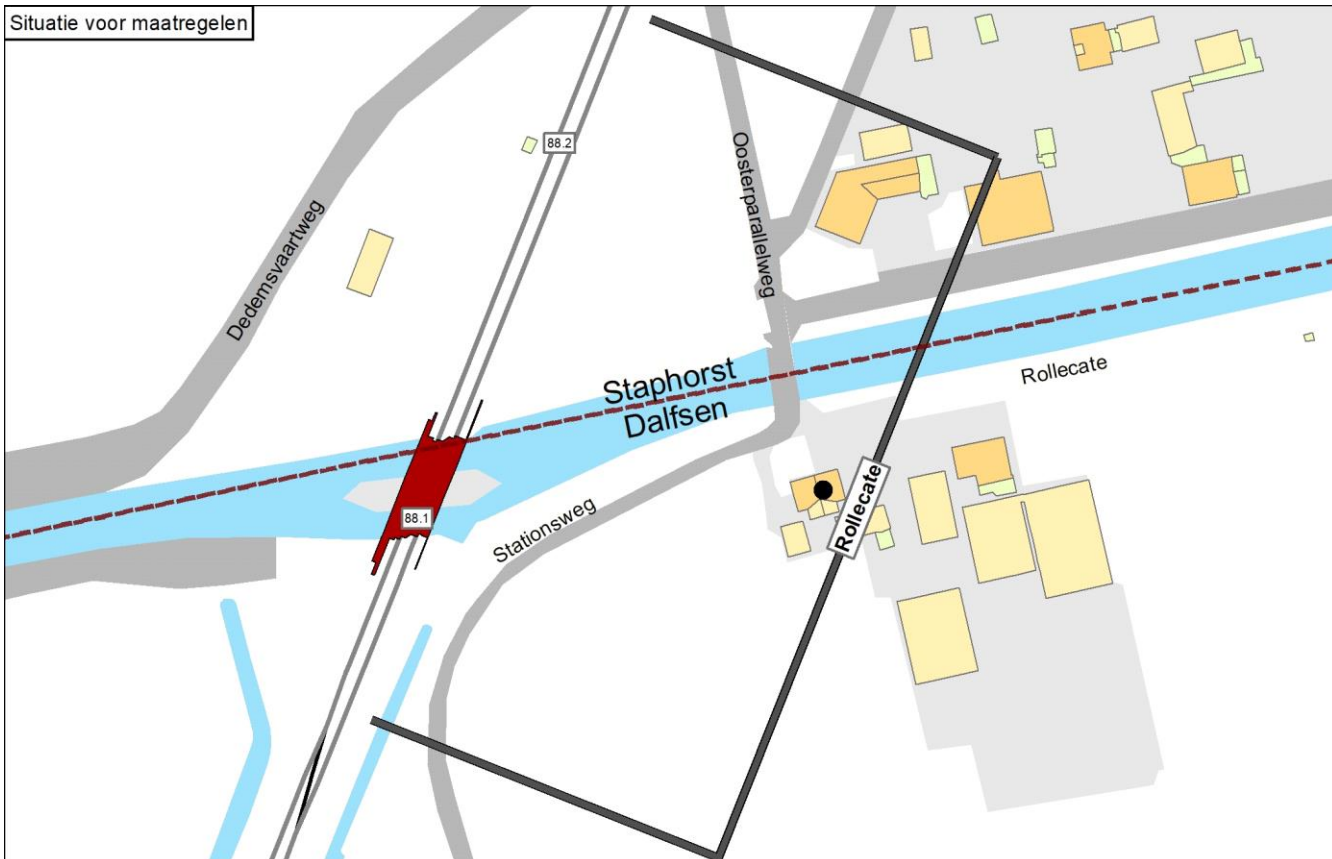 Situatie voor maatregelen
88.2
Oosterparallelweg
Dedemsvaartweg
Staphorst
Dalfsen
Rollecate
Rollecate
88.1
Stationsweg